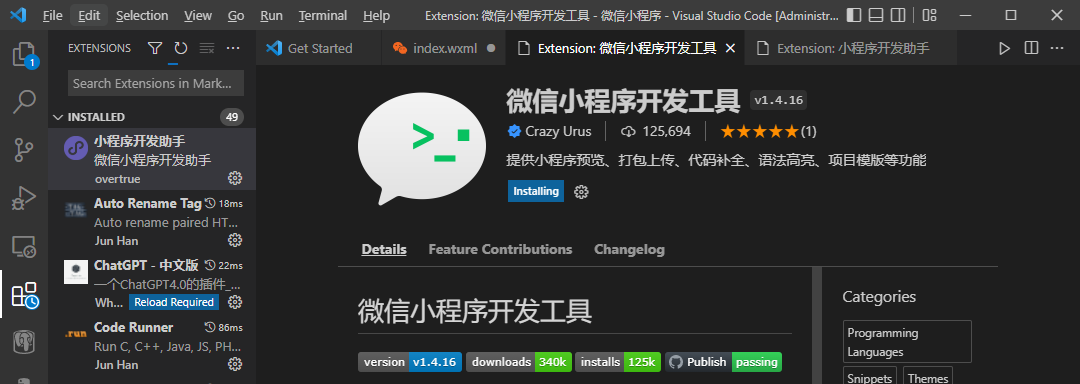 File Edit Selection View Go Run Terminal Help Extension: 微信小程序开发工具 - 微信小程序 - Visual Studio Code [Administr...
EXTENSIONS
Get Started
index.wxml
Extension: 微信小程序开发工具
Extension: 小程序开发助手
1
Search Extensions in Mark...
INSTALLED 49
小程序开发助手
微信小程序开发助手
overtrue
Auto Rename Tag 18ms
Auto rename paired HT...
Jun Han
ChatGPT - 中文版 22ms
一个ChatGPT4.0的插件_...
Wh... Reload Required
Code Runner 86ms
Run C, C++, Java, JS, PH...
Jun Han
微信小程序开发工具 v1.4.16
Crazy Urus 125,694 (1)
提供小程序预览、打包上传、代码补全、语法高亮、项目模版等功能
Installing
Details Feature Contributions Changelog
微信小程序开发工具
version v1.4.16 downloads 340k installs 125k Publish passing
Categories
Programming
Languages
Snippets Themes